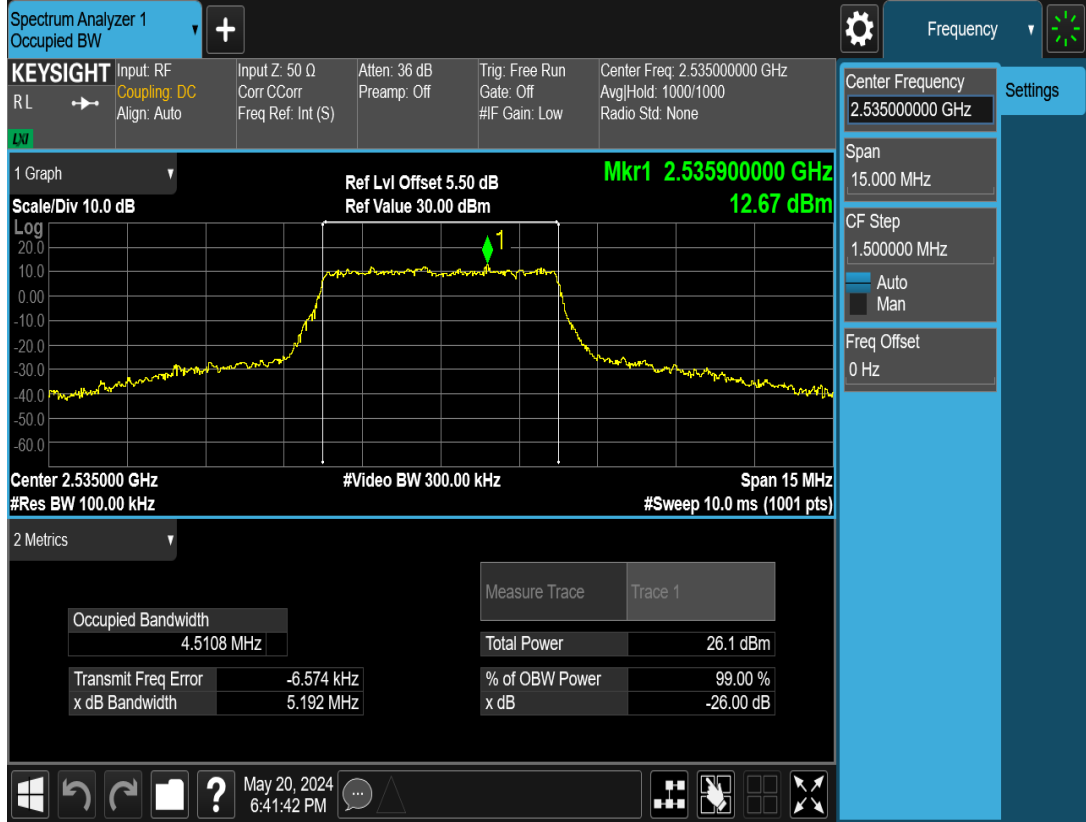 Spectrum Analyzer 1
Occupied BW
Frequency
KEYSIGHT
RL
LXI
Input: RF
Coupling: DC
Align: Auto
Input Z: 50 Ω
Corr CCorr
Freq Ref: Int (S)
Atten: 36 dB
Preamp: Off
Trig: Free Run
Gate: Off
#IF Gain: Low
Center Freq: 2.535000000 GHz
Avg|Hold: 1000/1000
Radio Std: None
Center Frequency
2.535000000 GHz
Settings
Span
15.000 MHz
CF Step
1.500000 MHz
Auto
Man
Freq Offset
0 Hz
1 Graph
Scale/Div 10.0 dB
Ref Lvl Offset 5.50 dB
Ref Value 30.00 dBm
Mkr1 2.535900000 GHz
12.67 dBm
Log
20.0
10.0
0.00
-10.0
-20.0
-30.0
-40.0
-50.0
-60.0
1
Center 2.535000 GHz
#Res BW 100.00 kHz
#Video BW 300.00 kHz
Span 15 MHz
#Sweep 10.0 ms (1001 pts)
2 Metrics
Measure Trace Trace 1
Occupied Bandwidth
4.5108 MHz
Total Power 26.1 dBm
Transmit Freq Error -6.574 kHz
x dB Bandwidth 5.192 MHz
% of OBW Power 99.00 %
x dB -26.00 dB
May 20, 2024
6:41:42 PM